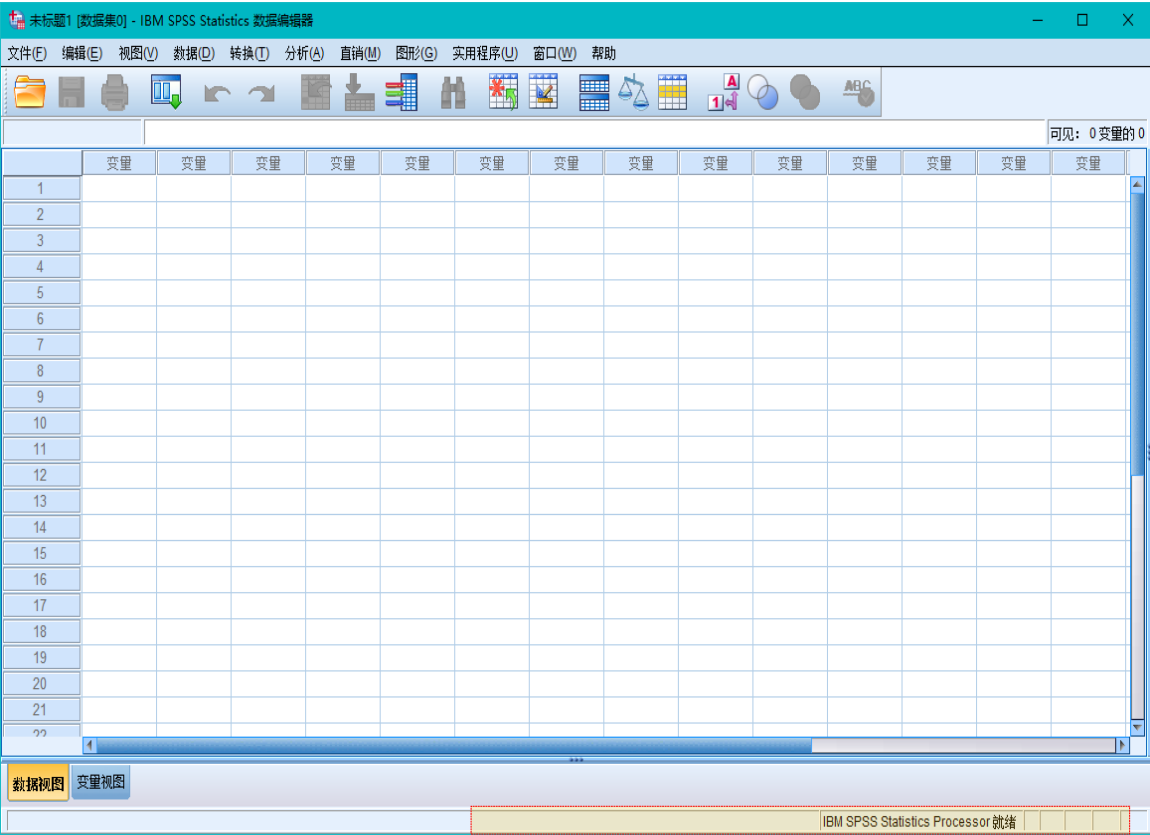 未标题1 [数据集0] - IBM SPSS Statistics 数据编辑器
文件(F) 编辑(E) 视图(V) 数据(D) 转换(T) 分析(A) 直销(M) 图形(G) 实用程序(U) 窗口(W) 帮助
A
1
ABC
可见: 0 变量的 0
变量 变量 变量 变量 变量 变量 变量 变量 变量 变量 变量 变量 变量 变量
1
2
3
4
5
6
7
8
9
10
11
12
13
14
15
16
17
18
19
20
21
22
数据视图 变量视图
IBM SPSS Statistics Processor 就绪